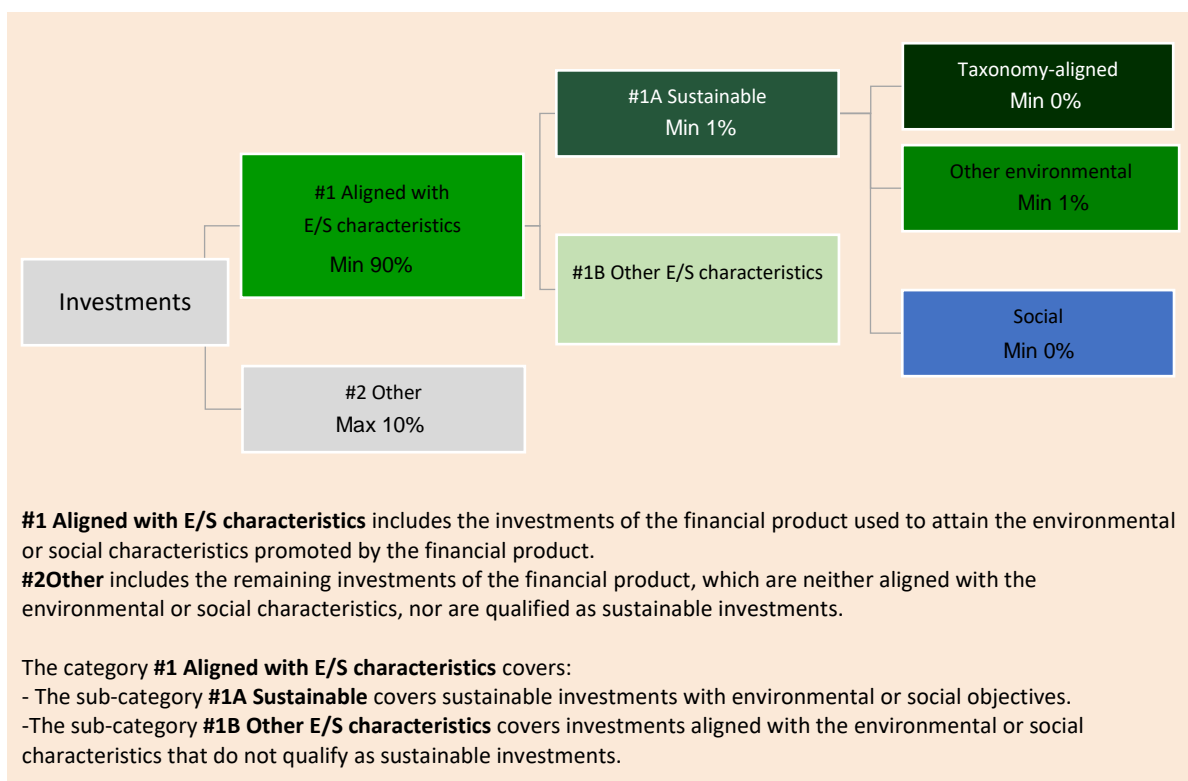 Investments
#1 Aligned with
E/S characteristics
Min 90%
#2 Other
Max 10%
#1A Sustainable
Min 1%
#1B Other E/S characteristics
Taxonomy-aligned
Min 0%
Other environmental
Min 1%
Social
Min 0%
#1 Aligned with E/S characteristics includes the investments of the financial product used to attain the environmental
or social characteristics promoted by the financial product.
#2Other includes the remaining investments of the financial product, which are neither aligned with the
environmental or social characteristics, nor are qualified as sustainable investments.
The category #1 Aligned with E/S characteristics covers:
- The sub-category #1A Sustainable covers sustainable investments with environmental or social objectives.
-The sub-category #1B Other E/S characteristics covers investments aligned with the environmental or social
characteristics that do not qualify as sustainable investments.